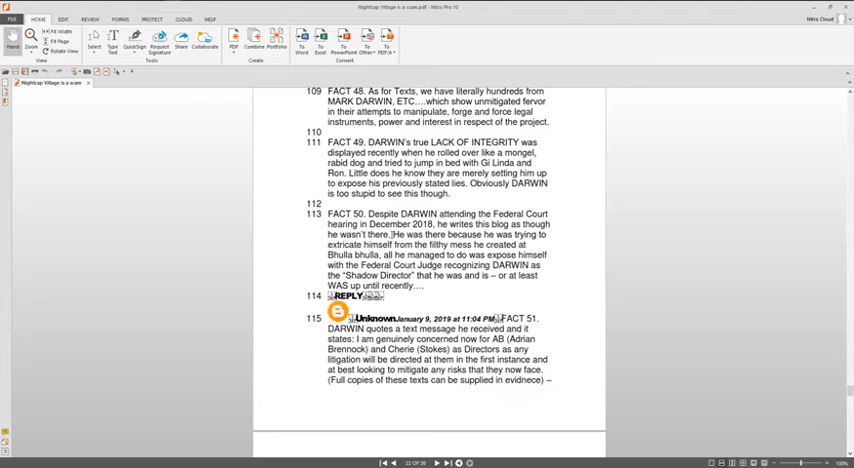 Nightcap Village is a scam.pdf - Nitro Pro 10
FILE HOME EDIT REVIEW FORMS PROTECT CLOUD HELP
Nitro Cloud
Hand Zoom Fit Width Fit Page Rotate View
Select Type Text QuickSign Request Signature Share Collaborate
PDF Combine Portfolio
To Word To Excel To PowerPoint To Other To PDF/A
View Tools Create Convert
Nightcap Village is a scam
109 FACT 48. As for Texts, we have literally hundreds from
MARK DARWIN, ETC….which show unmitigated fervor
in their attempts to manipulate, forge and force legal
instruments, power and interest in respect of the project.
110
111 FACT 49. DARWIN's true LACK OF INTEGRITY was
displayed recently when he rolled over like a mongel,
rabid dog and tried to jump in bed with Gi Linda and
Ron. Little does he know they are merely setting him up
to expose his previously stated lies. Obviously DARWIN
is too stupid to see this though.
112
113 FACT 50. Despite DARWIN attending the Federal Court
hearing in December 2018, he writes this blog as though
he wasn't there. He was there because he was trying to
extricate himself from the filthy mess he created at
Bhulla bhulla, all he managed to do was expose himself
with the Federal Court Judge recognizing DARWIN as
the "Shadow Director" that he was and is – or at least
WAS up until recently….
114 REPLY
115 Unknown January 9, 2019 at 11:04 PM FACT 51.
DARWIN quotes a text message he received and it
states: I am genuinely concerned now for AB (Adrian
Brennock) and Cherie (Stokes) as Directors as any
litigation will be directed at them in the first instance and
at best looking to mitigate any risks that they now face.
(Full copies of these texts can be supplied in evidnece) –
22 OF 26
100%